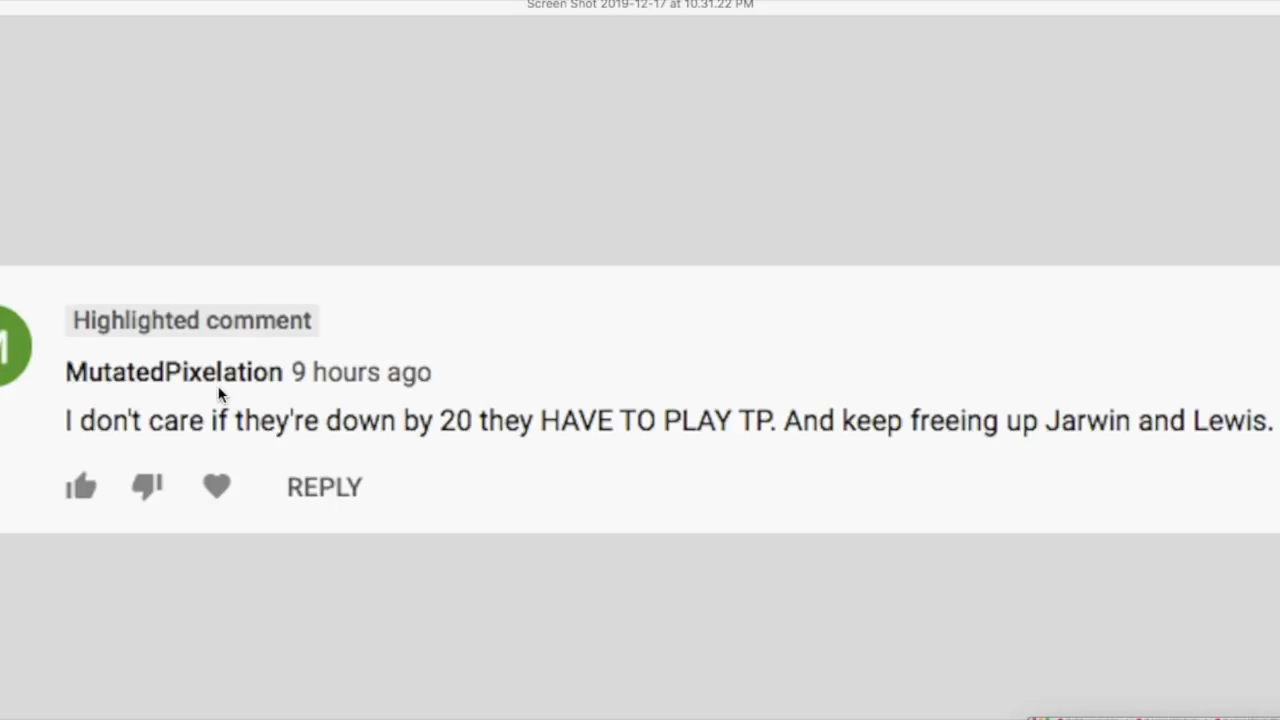 Screen Shot 2019-12-17 at 10.31.22 PM
Highlighted comment
MutatedPixelation 9 hours ago
I don't care if they're down by 20 they HAVE TO PLAY TP. And keep freeing up Jarwin and Lewis.
REPLY